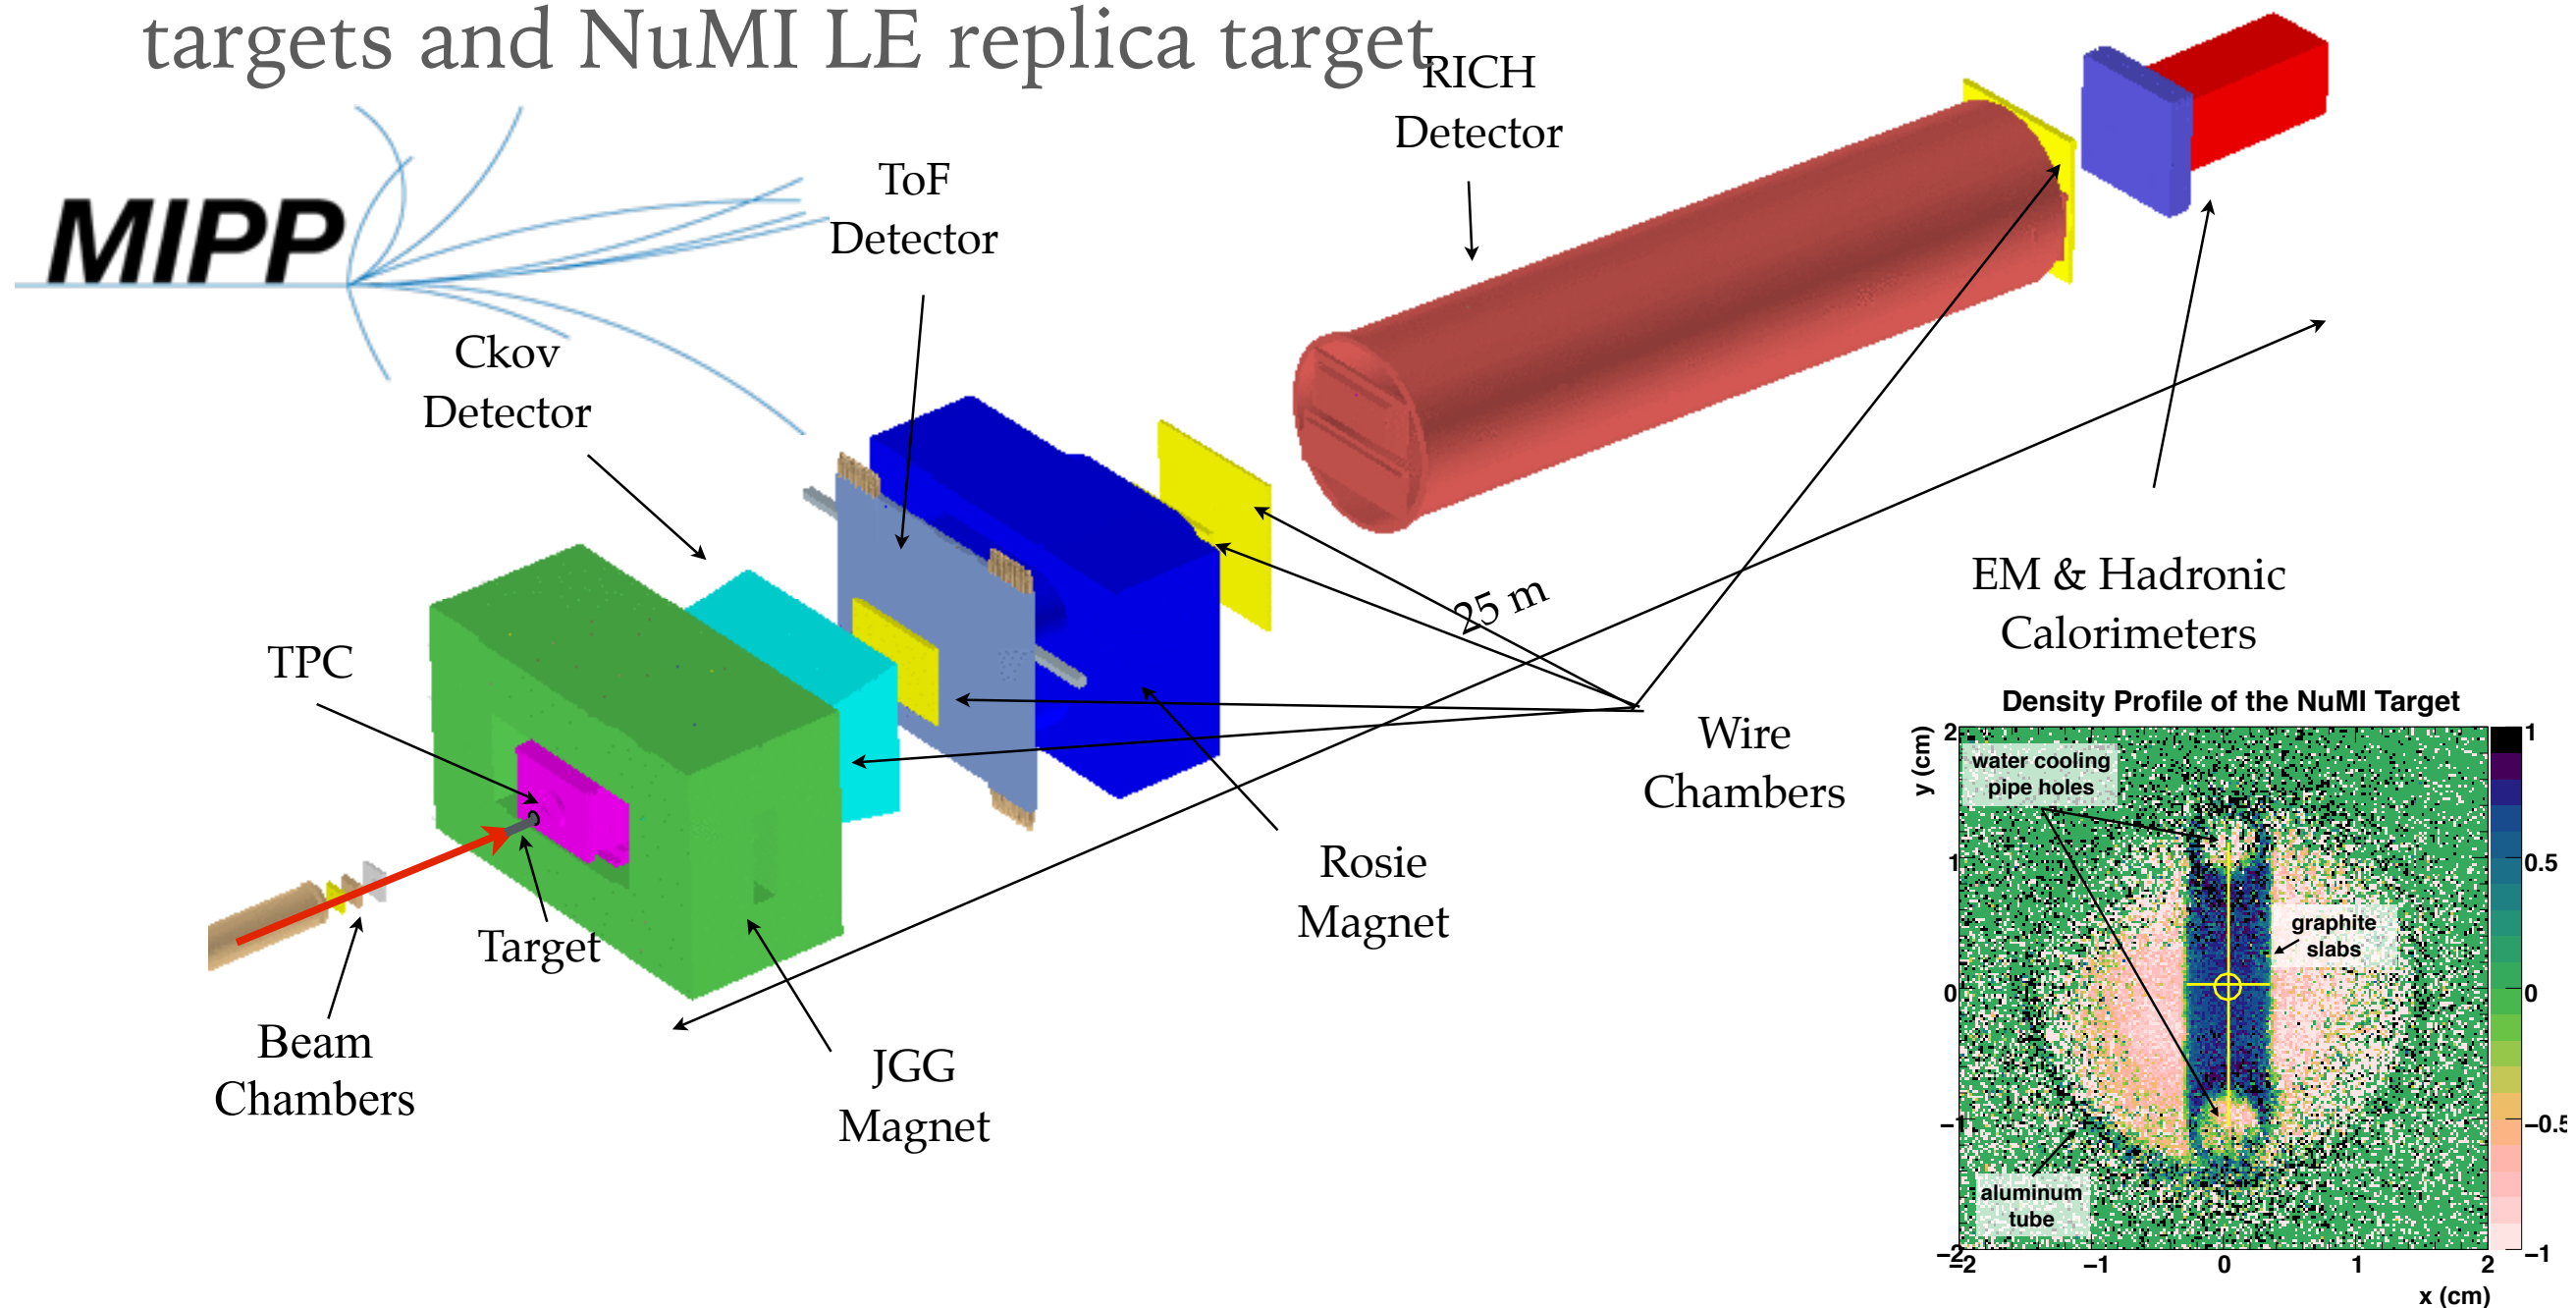 targets and NuMI LE replica target
RICH
Detector
MIPP
ToF
Detector
Ckov
Detector
TPC
25 m
EM & Hadronic
Calorimeters
Wire
Chambers
Rosie
Magnet
Target
Beam
Chambers
JGG
Magnet
Density Profile of the NuMI Target
y (cm)
2
1
0
−1
−2
water cooling
pipe holes
graphite
slabs
aluminum
tube
1
0.5
0
−0.5
−1
−2
−1
0
1
2
x (cm)